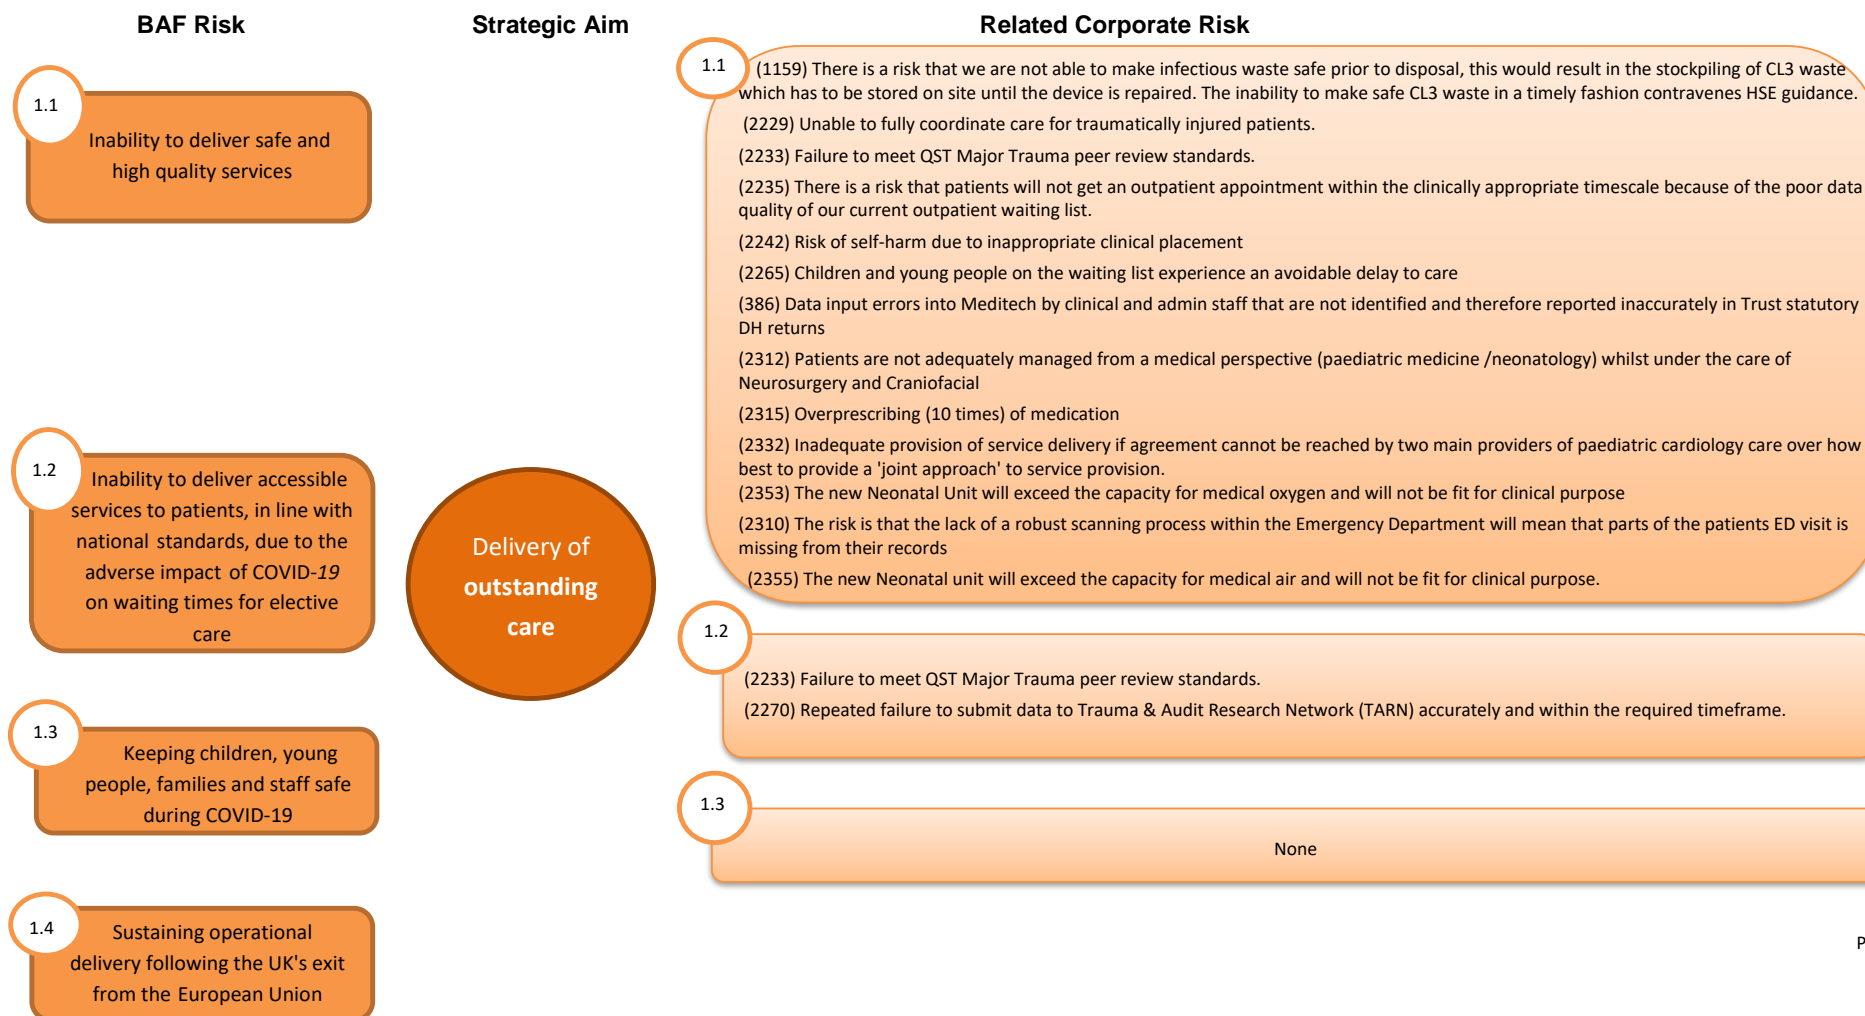 BAF Risk
Strategic Aim
Related Corporate Risk
1.1
Inability to deliver safe and
high quality services
1.2
Inability to deliver accessible
services to patients, in line with
national standards, due to the
adverse impact of COVID-19
on waiting times for elective
care
1.3
Keeping children, young
people, families and staff safe
during COVID-19
1.4
Sustaining operational
delivery following the UK's exit
from the European Union
Delivery of
outstanding
care
1.1
(1159) There is a risk that we are not able to make infectious waste safe prior to disposal, this would result in the stockpiling of CL3 waste
which has to be stored on site until the device is repaired. The inability to make safe CL3 waste in a timely fashion contravenes HSE guidance.
(2229) Unable to fully coordinate care for traumatically injured patients.
(2233) Failure to meet QST Major Trauma peer review standards.
(2235) There is a risk that patients will not get an outpatient appointment within the clinically appropriate timescale because of the poor data
quality of our current outpatient waiting list.
(2242) Risk of self-harm due to inappropriate clinical placement
(2265) Children and young people on the waiting list experience an avoidable delay to care
(386) Data input errors into Meditech by clinical and admin staff that are not identified and therefore reported inaccurately in Trust statutory
DH returns
(2312) Patients are not adequately managed from a medical perspective (paediatric medicine /neonatology) whilst under the care of
Neurosurgery and Craniofacial
(2315) Overprescribing (10 times) of medication
(2332) Inadequate provision of service delivery if agreement cannot be reached by two main providers of paediatric cardiology care over how
best to provide a 'joint approach' to service provision.
(2353) The new Neonatal Unit will exceed the capacity for medical oxygen and will not be fit for clinical purpose
(2310) The risk is that the lack of a robust scanning process within the Emergency Department will mean that parts of the patients ED visit is
missing from their records
(2355) The new Neonatal unit will exceed the capacity for medical air and will not be fit for clinical purpose.
1.2
(2233) Failure to meet QST Major Trauma peer review standards.
(2270) Repeated failure to submit data to Trauma & Audit Research Network (TARN) accurately and within the required timeframe.
1.3
None
P